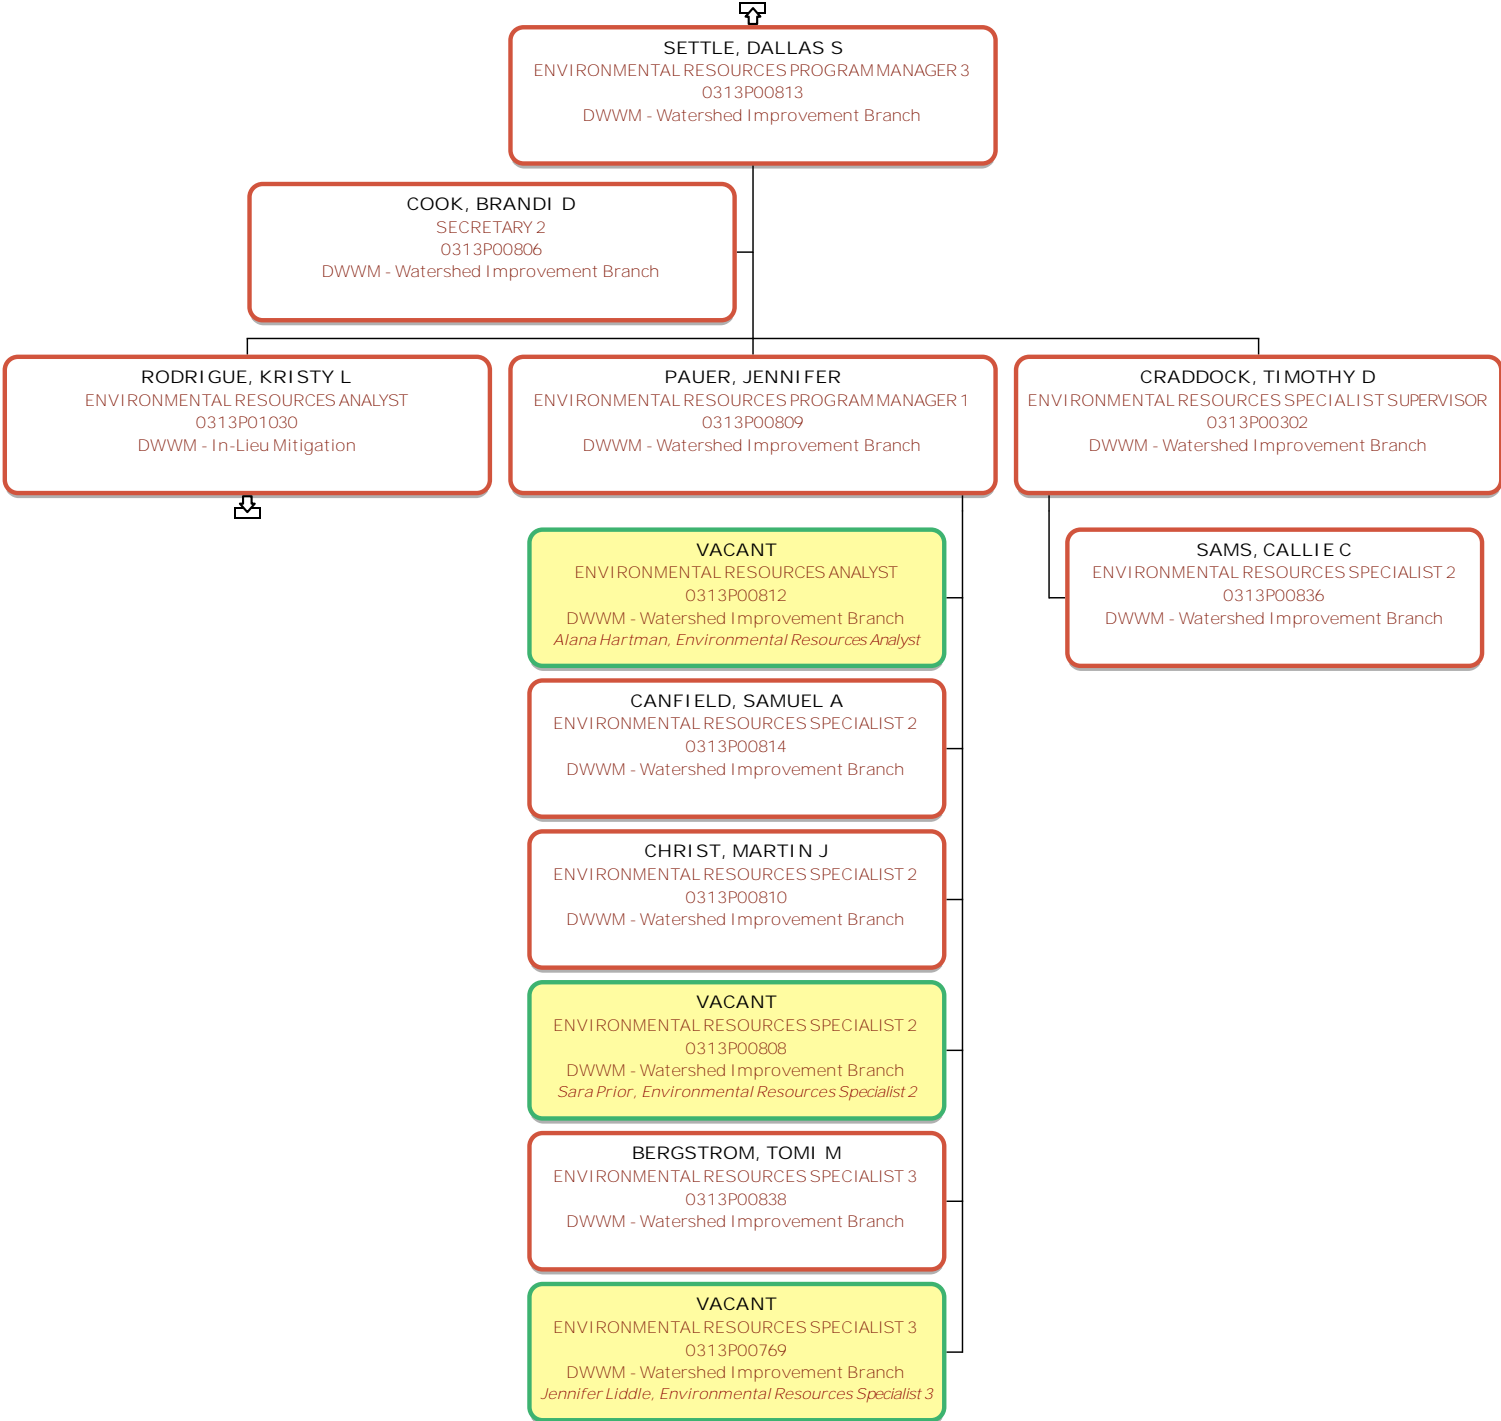 SETTLE, DALLAS S
ENVIRONMENTAL RESOURCES PROGRAM MANAGER 3
0313P00813
DWWM - Watershed Improvement Branch
COOK, BRANDI D
SECRETARY 2
0313P00806
DWWM - Watershed Improvement Branch
RODRIGUE, KRISTY L
ENVIRONMENTAL RESOURCES ANALYST
0313P01030
DWWM - In-Lieu Mitigation
PAUER, JENNIFER
ENVIRONMENTAL RESOURCES PROGRAM MANAGER 1
0313P00809
DWWM - Watershed Improvement Branch
CRADDOCK, TIMOTHY D
ENVIRONMENTAL RESOURCES SPECIALIST SUPERVISOR
0313P00302
DWWM - Watershed Improvement Branch
VACANT
ENVIRONMENTAL RESOURCES ANALYST
0313P00812
DWWM - Watershed Improvement Branch
Alana Hartman, Environmental Resources Analyst
SAMS, CALLIE C
ENVIRONMENTAL RESOURCES SPECIALIST 2
0313P00836
DWWM - Watershed Improvement Branch
CANFIELD, SAMUEL A
ENVIRONMENTAL RESOURCES SPECIALIST 2
0313P00814
DWWM - Watershed Improvement Branch
CHRIST, MARTIN J
ENVIRONMENTAL RESOURCES SPECIALIST 2
0313P00810
DWWM - Watershed Improvement Branch
VACANT
ENVIRONMENTAL RESOURCES SPECIALIST 2
0313P00808
DWWM - Watershed Improvement Branch
Sara Prior, Environmental Resources Specialist 2
BERGSTROM, TOMI M
ENVIRONMENTAL RESOURCES SPECIALIST 3
0313P00838
DWWM - Watershed Improvement Branch
VACANT
ENVIRONMENTAL RESOURCES SPECIALIST 3
0313P00769
DWWM - Watershed Improvement Branch
Jennifer Liddle, Environmental Resources Specialist 3